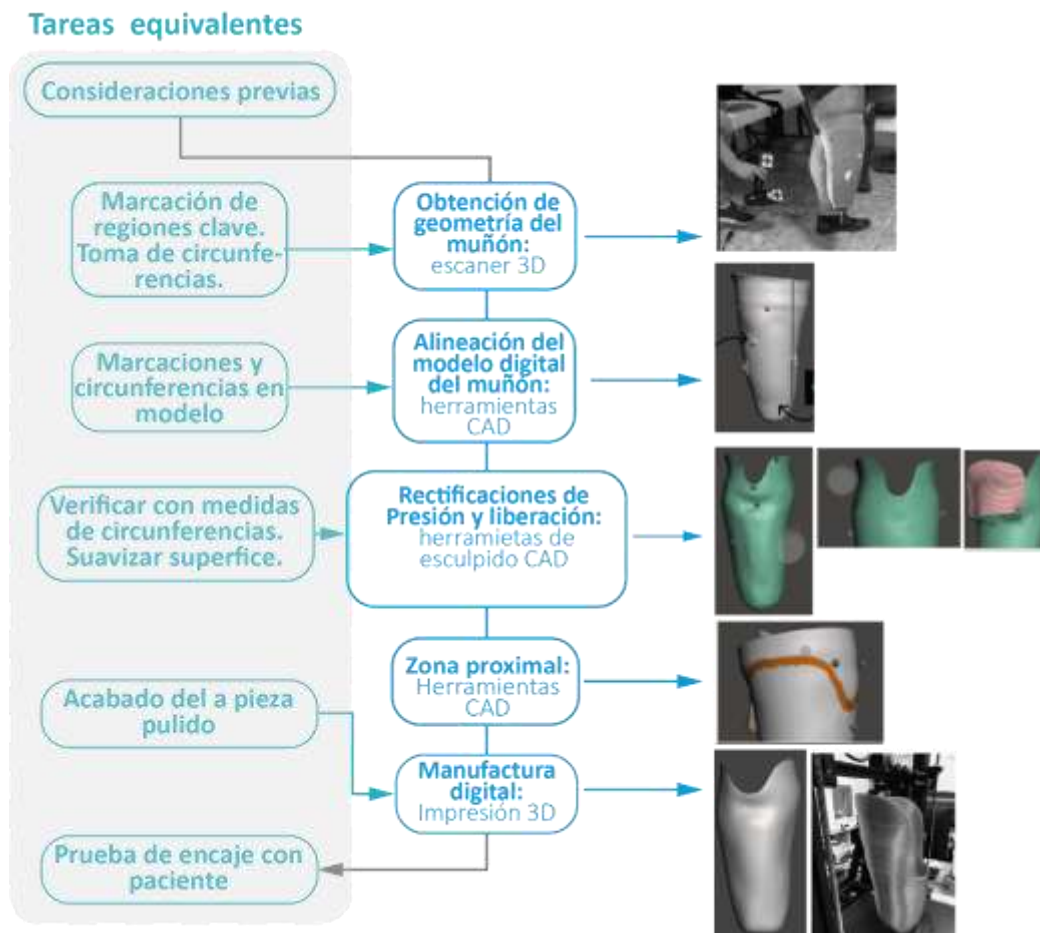 Tareas equivalentes
Consideraciones previas
Marcación de
regiones clave.
Toma de circunfe-
rencias.
Obtención de
geometría del
muñón:
escaner 3D
Marcaciones y
circunferencias en
modelo
Alineación del
modelo digital
del muñón:
herramientas
CAD
Verificar con medidas
de circunferencias.
Suavizar superfice.
Rectificaciones de
Presión y liberación:
herramietas de
esculpido CAD
Zona proximal:
Herramientas
CAD
Acabado del a pieza
pulido
Manufactura
digital:
Impresión 3D
Prueba de encaje con
paciente